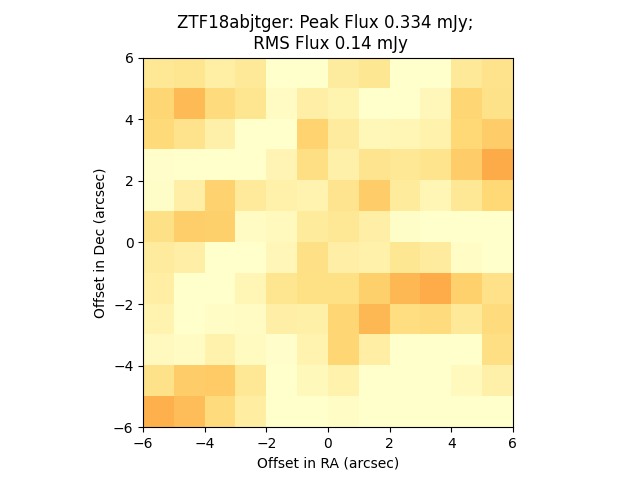 ZTF18abjtger: Peak Flux 0.334 mJy;
RMS Flux 0.14 mJy
6
4
2
0
−2
−4
−6
Offset in Dec (arcsec)
−6 −4 −2 0 2 4 6
Offset in RA (arcsec)